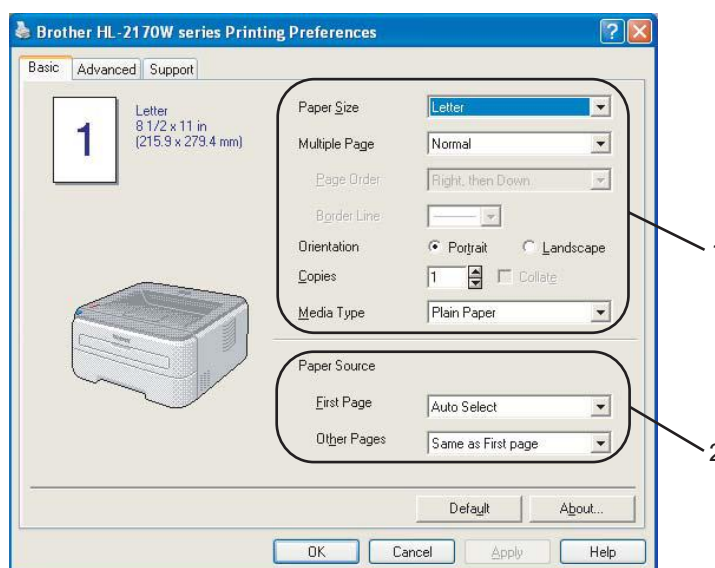 Brother HL-2170W series Printing Preferences
Basic Advanced Support
1
Letter
8 1/2 x 11 in
(215.9 x 279.4 mm)
Paper Size Letter
Multiple Page Normal
Page Order Right, then Down
Border Line
Orientation Portrait Landscape
Copies 1 Collate
Media Type Plain Paper
1
Paper Source
First Page Auto Select
Other Pages Same as First page
2
Default About...
OK Cancel Apply Help